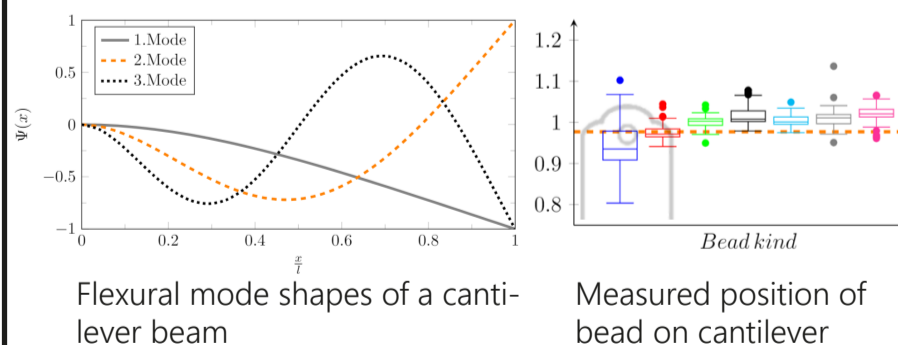 1
0.5
0
−0.5
−1
Ψ(x)
1.Mode
2.Mode
3.Mode
0 0.2 0.4 0.6 0.8 1
x
l
Flexural mode shapes of a canti-
lever beam
1.2
1.1
1
0.9
0.8
Bead kind
Measured position of
bead on cantilever